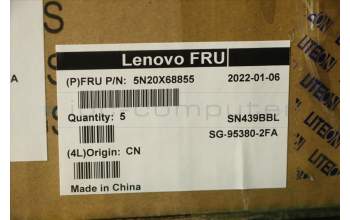 Lenovo FRU
(P)FRU P/N: 5N20X68855
2022-01-06
Quantity: 5
SN439BBL
SG-95380-2FA
(4L)Origin: CN
Made in China
LITEON